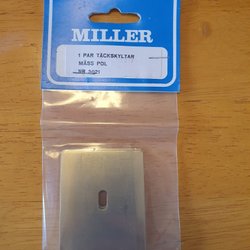 MILLER
1 PAR TÄCKSKYLTAR
MÄSS POL
NR 5021